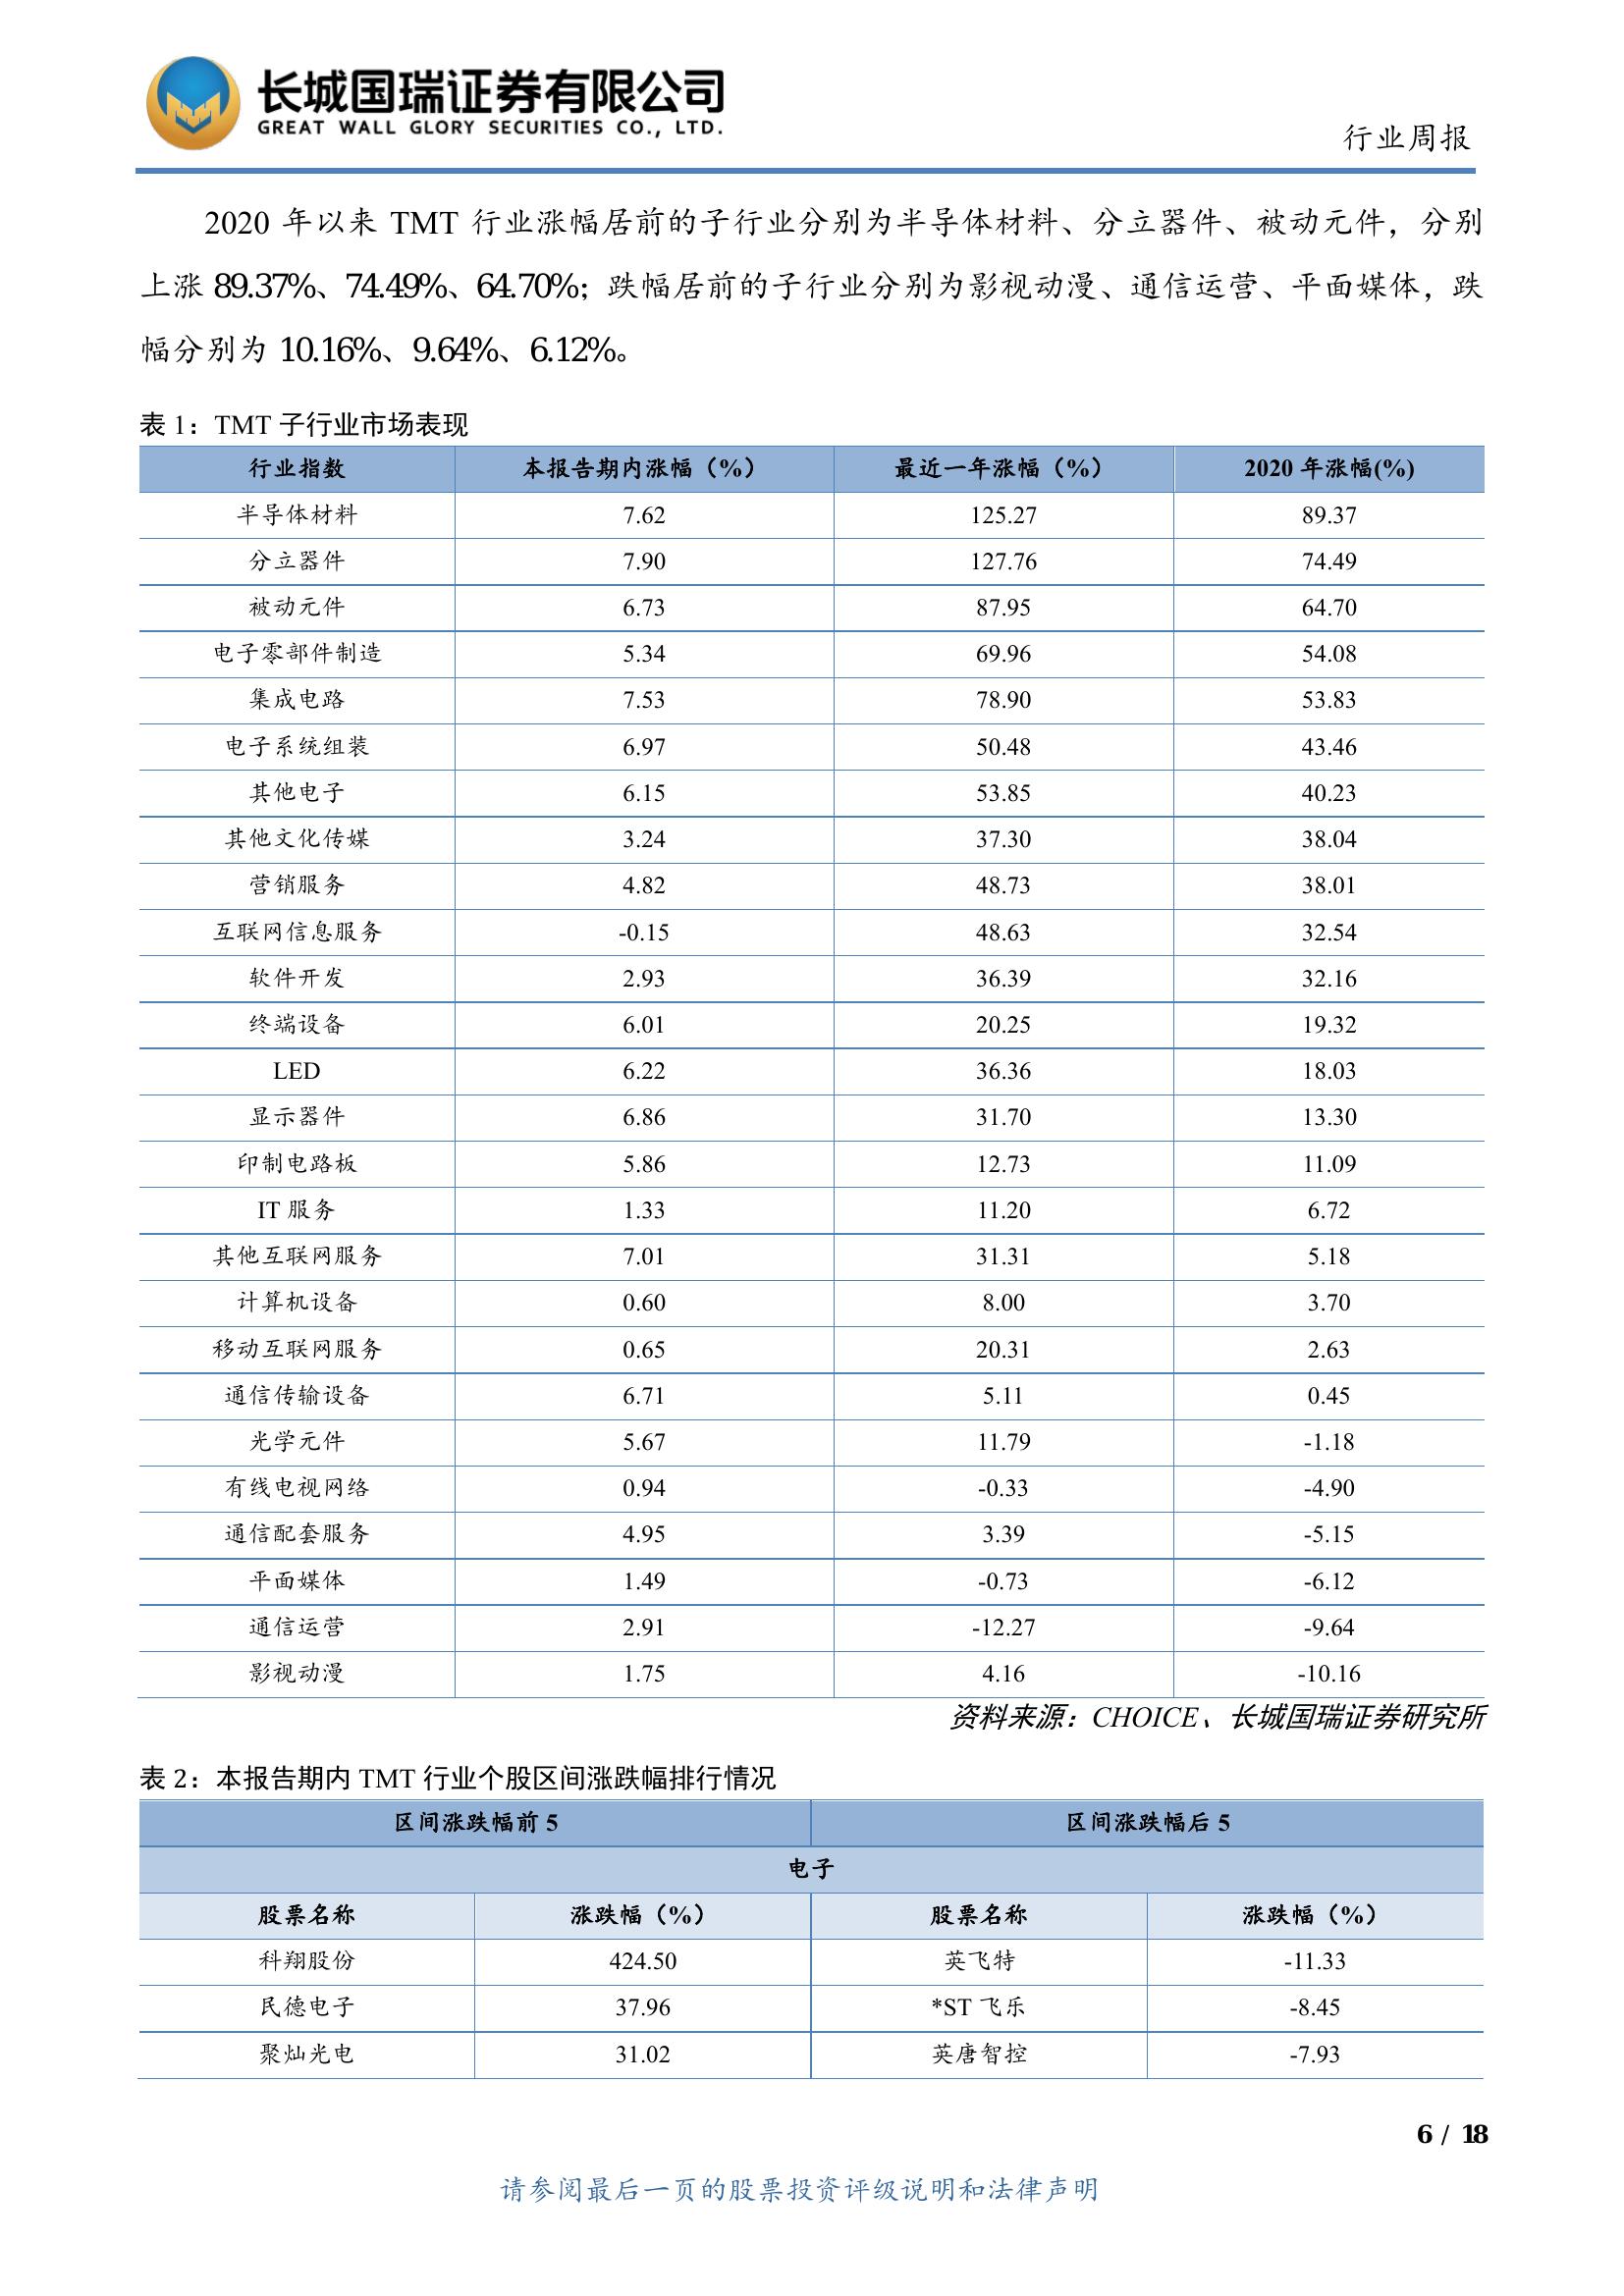 长城国瑞证券有限公司
GREAT WALL GLORY SECURITIES CO., LTD.
行业周报
2020 年以来 TMT 行业涨幅居前的子行业分别为半导体材料、分立器件、被动元件，分别
上涨 89.37%、74.49%、64.70%；跌幅居前的子行业分别为影视动漫、通信运营、平面媒体，跌
幅分别为 10.16%、9.64%、6.12%。
表 1：TMT 子行业市场表现
行业指数 本报告期内涨幅（%） 最近一年涨幅（%） 2020 年涨幅(%)
半导体材料 7.62 125.27 89.37
分立器件 7.90 127.76 74.49
被动元件 6.73 87.95 64.70
电子零部件制造 5.34 69.96 54.08
集成电路 7.53 78.90 53.83
电子系统组装 6.97 50.48 43.46
其他电子 6.15 53.85 40.23
其他文化传媒 3.24 37.30 38.04
营销服务 4.82 48.73 38.01
互联网信息服务 -0.15 48.63 32.54
软件开发 2.93 36.39 32.16
终端设备 6.01 20.25 19.32
LED 6.22 36.36 18.03
显示器件 6.86 31.70 13.30
印制电路板 5.86 12.73 11.09
IT 服务 1.33 11.20 6.72
其他互联网服务 7.01 31.31 5.18
计算机设备 0.60 8.00 3.70
移动互联网服务 0.65 20.31 2.63
通信传输设备 6.71 5.11 0.45
光学元件 5.67 11.79 -1.18
有线电视网络 0.94 -0.33 -4.90
通信配套服务 4.95 3.39 -5.15
平面媒体 1.49 -0.73 -6.12
通信运营 2.91 -12.27 -9.64
影视动漫 1.75 4.16 -10.16
资料来源：CHOICE、长城国瑞证券研究所
表 2：本报告期内 TMT 行业个股区间涨跌幅排行情况
区间涨跌幅前 5 区间涨跌幅后 5
电子
股票名称 涨跌幅（%） 股票名称 涨跌幅（%）
科翔股份 424.50 英飞特 -11.33
民德电子 37.96 *ST 飞乐 -8.45
聚灿光电 31.02 英唐智控 -7.93
6 / 18
请参阅最后一页的股票投资评级说明和法律声明